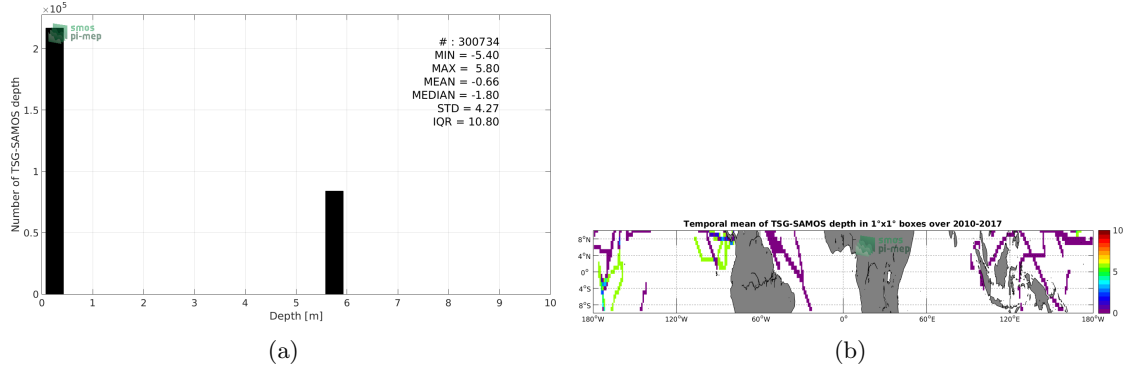 ×10⁵
smos
pi-mep
# : 300734
MIN = -5.40
MAX = 5.80
MEAN = -0.66
MEDIAN = -1.80
STD = 4.27
IQR = 10.80
Number of TSG-SAMOS depth
2
1.5
1
0.5
0
0 1 2 3 4 5 6 7 8 9 10
Depth [m]
(a)
Temporal mean of TSG-SAMOS depth in 1°x1° boxes over 2010-2017
smos
pi-mep
8°N
4°N
0°
4°S
8°S
180°W 120°W 60°W 0° 60°E 120°E 180°W
10
5
0
(b)